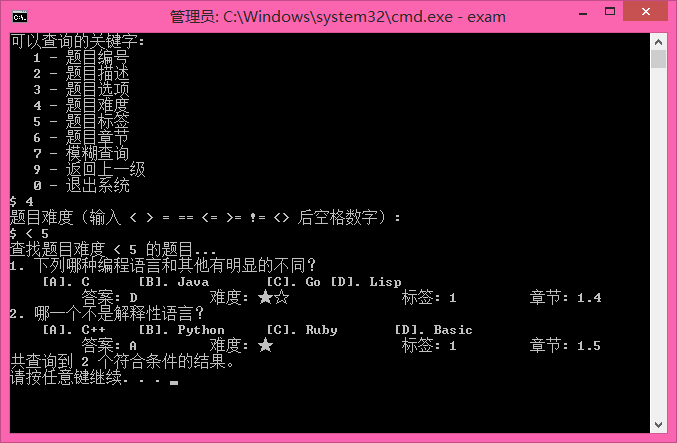 管理员: C:\Windows\system32\cmd.exe - exam
可以查询的关键字:
1 - 题目编号
2 - 题目描述
3 - 题目选项
4 - 题目难度
5 - 题目标签
6 - 题目章节
7 - 模糊查询
9 - 返回上一级
0 - 退出系统
$ 4
题目难度（输入 < > = == <= >= != <> 后空格数字）:
$ < 5
查找题目难度 < 5 的题目...
1. 下列哪种编程语言和其他有明显的不同?
[A]. C [B]. Java [C]. Go [D]. Lisp
答案: D 难度: ★☆ 标签: 1 章节: 1.4
2. 哪一个不是解释性语言?
[A]. C++ [B]. Python [C]. Ruby [D]. Basic
答案: A 难度: ★ 标签: 1 章节: 1.5
共查询到 2 个符合条件的结果。
请按任意键继续. . .